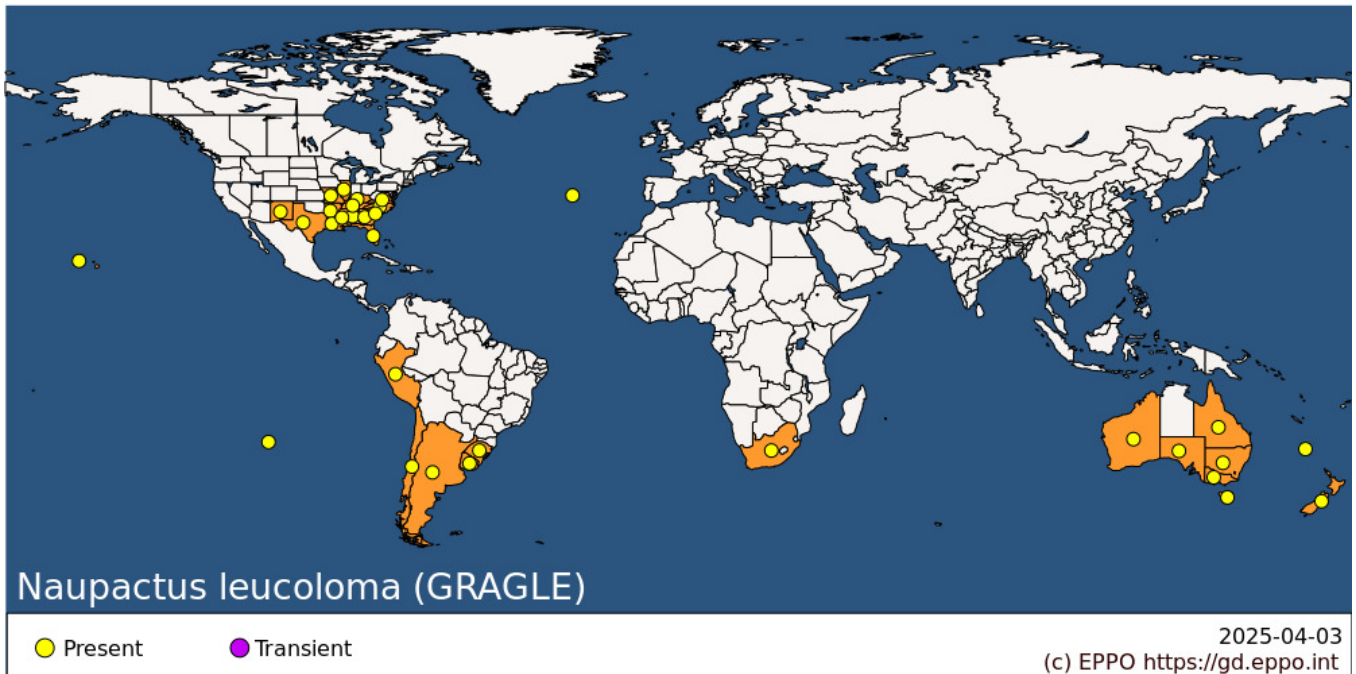 Naupactus leucoloma (GRAGLE)
Present
Transient
2025-04-03
(c) EPPO https://gd.eppo.int